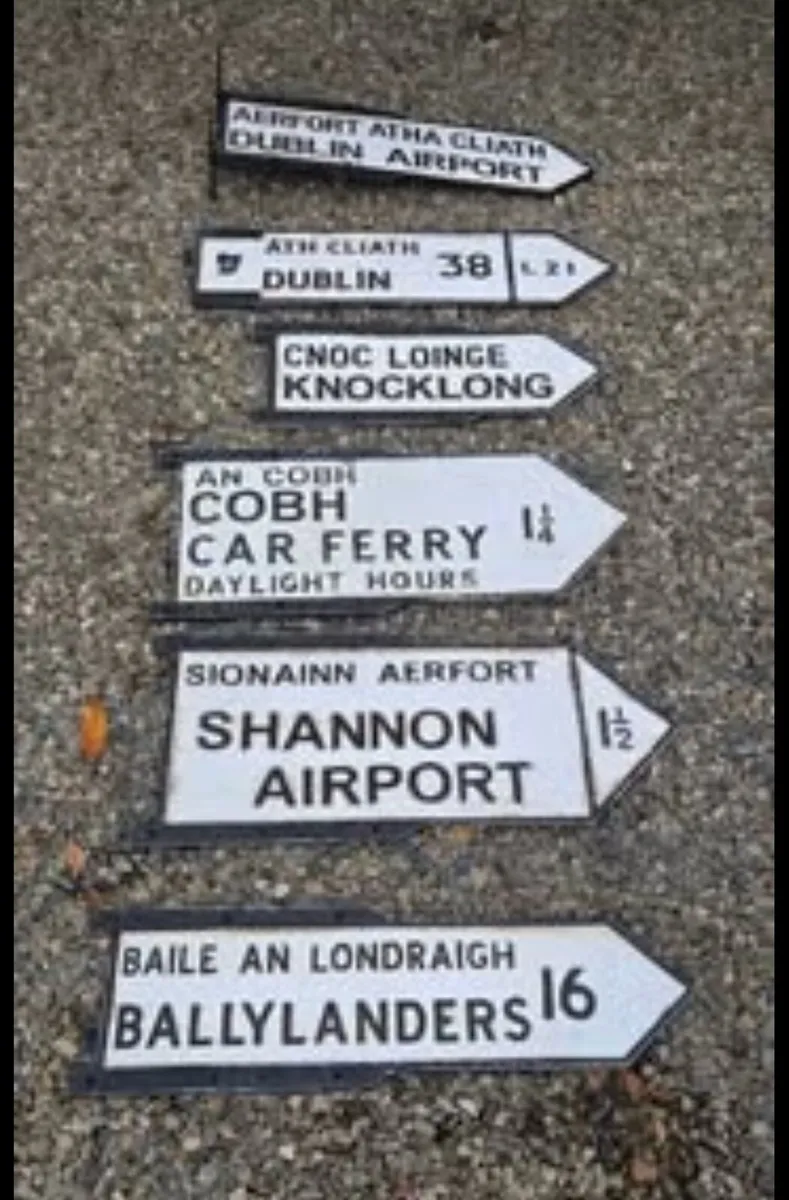 AERFORT ATHA CLIATH
DUBLIN AIRPORT
ATH CLIATH
DUBLIN 38 L.21
CNOC LOINGE
KNOCKLONG
AN COBH
COBH
CAR FERRY 1¼
DAYLIGHT HOURS
SIONAINN AERFORT
SHANNON 1½
AIRPORT
BAILE AN LONDRAIGH
BALLYLANDERS 16